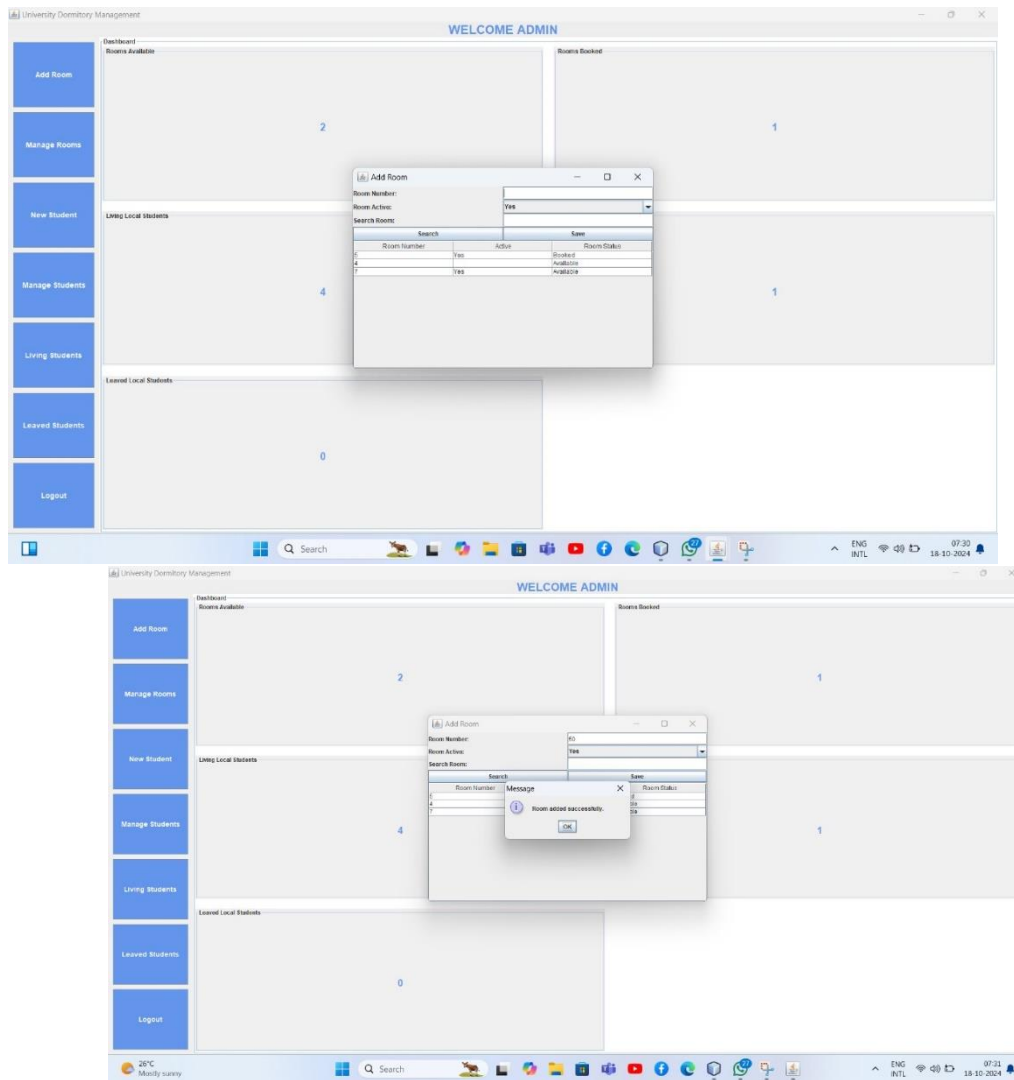 University Dormitory Management
WELCOME ADMIN
Dashboard
Rooms Available
Rooms Booked
Add Room
2
1
Manage Rooms
Add Room
Room Number:
Room Active:
Yes
Search Room:
Search
Save
Room Number
Active
Room Status
5
Yes
Booked
4
Available
7
Yes
Available
New Student
Living Local Students
Manage Students
4
1
Living Students
Leaved Local Students
Leaved Students
0
Logout
Search
27
ENG
INTL
07:30
18-10-2024
University Dormitory Management
WELCOME ADMIN
Dashboard
Rooms Available
Rooms Booked
Add Room
2
1
Manage Rooms
Add Room
Room Number:
60
Room Active:
Yes
Search Room:
Search
Save
Room Number
Room Status
Message
Room added successfully.
OK
5
4
7
New Student
Living Local Students
Manage Students
4
1
Living Students
Leaved Local Students
Leaved Students
0
Logout
26°C
Mostly sunny
Search
27
ENG
INTL
07:31
18-10-2024